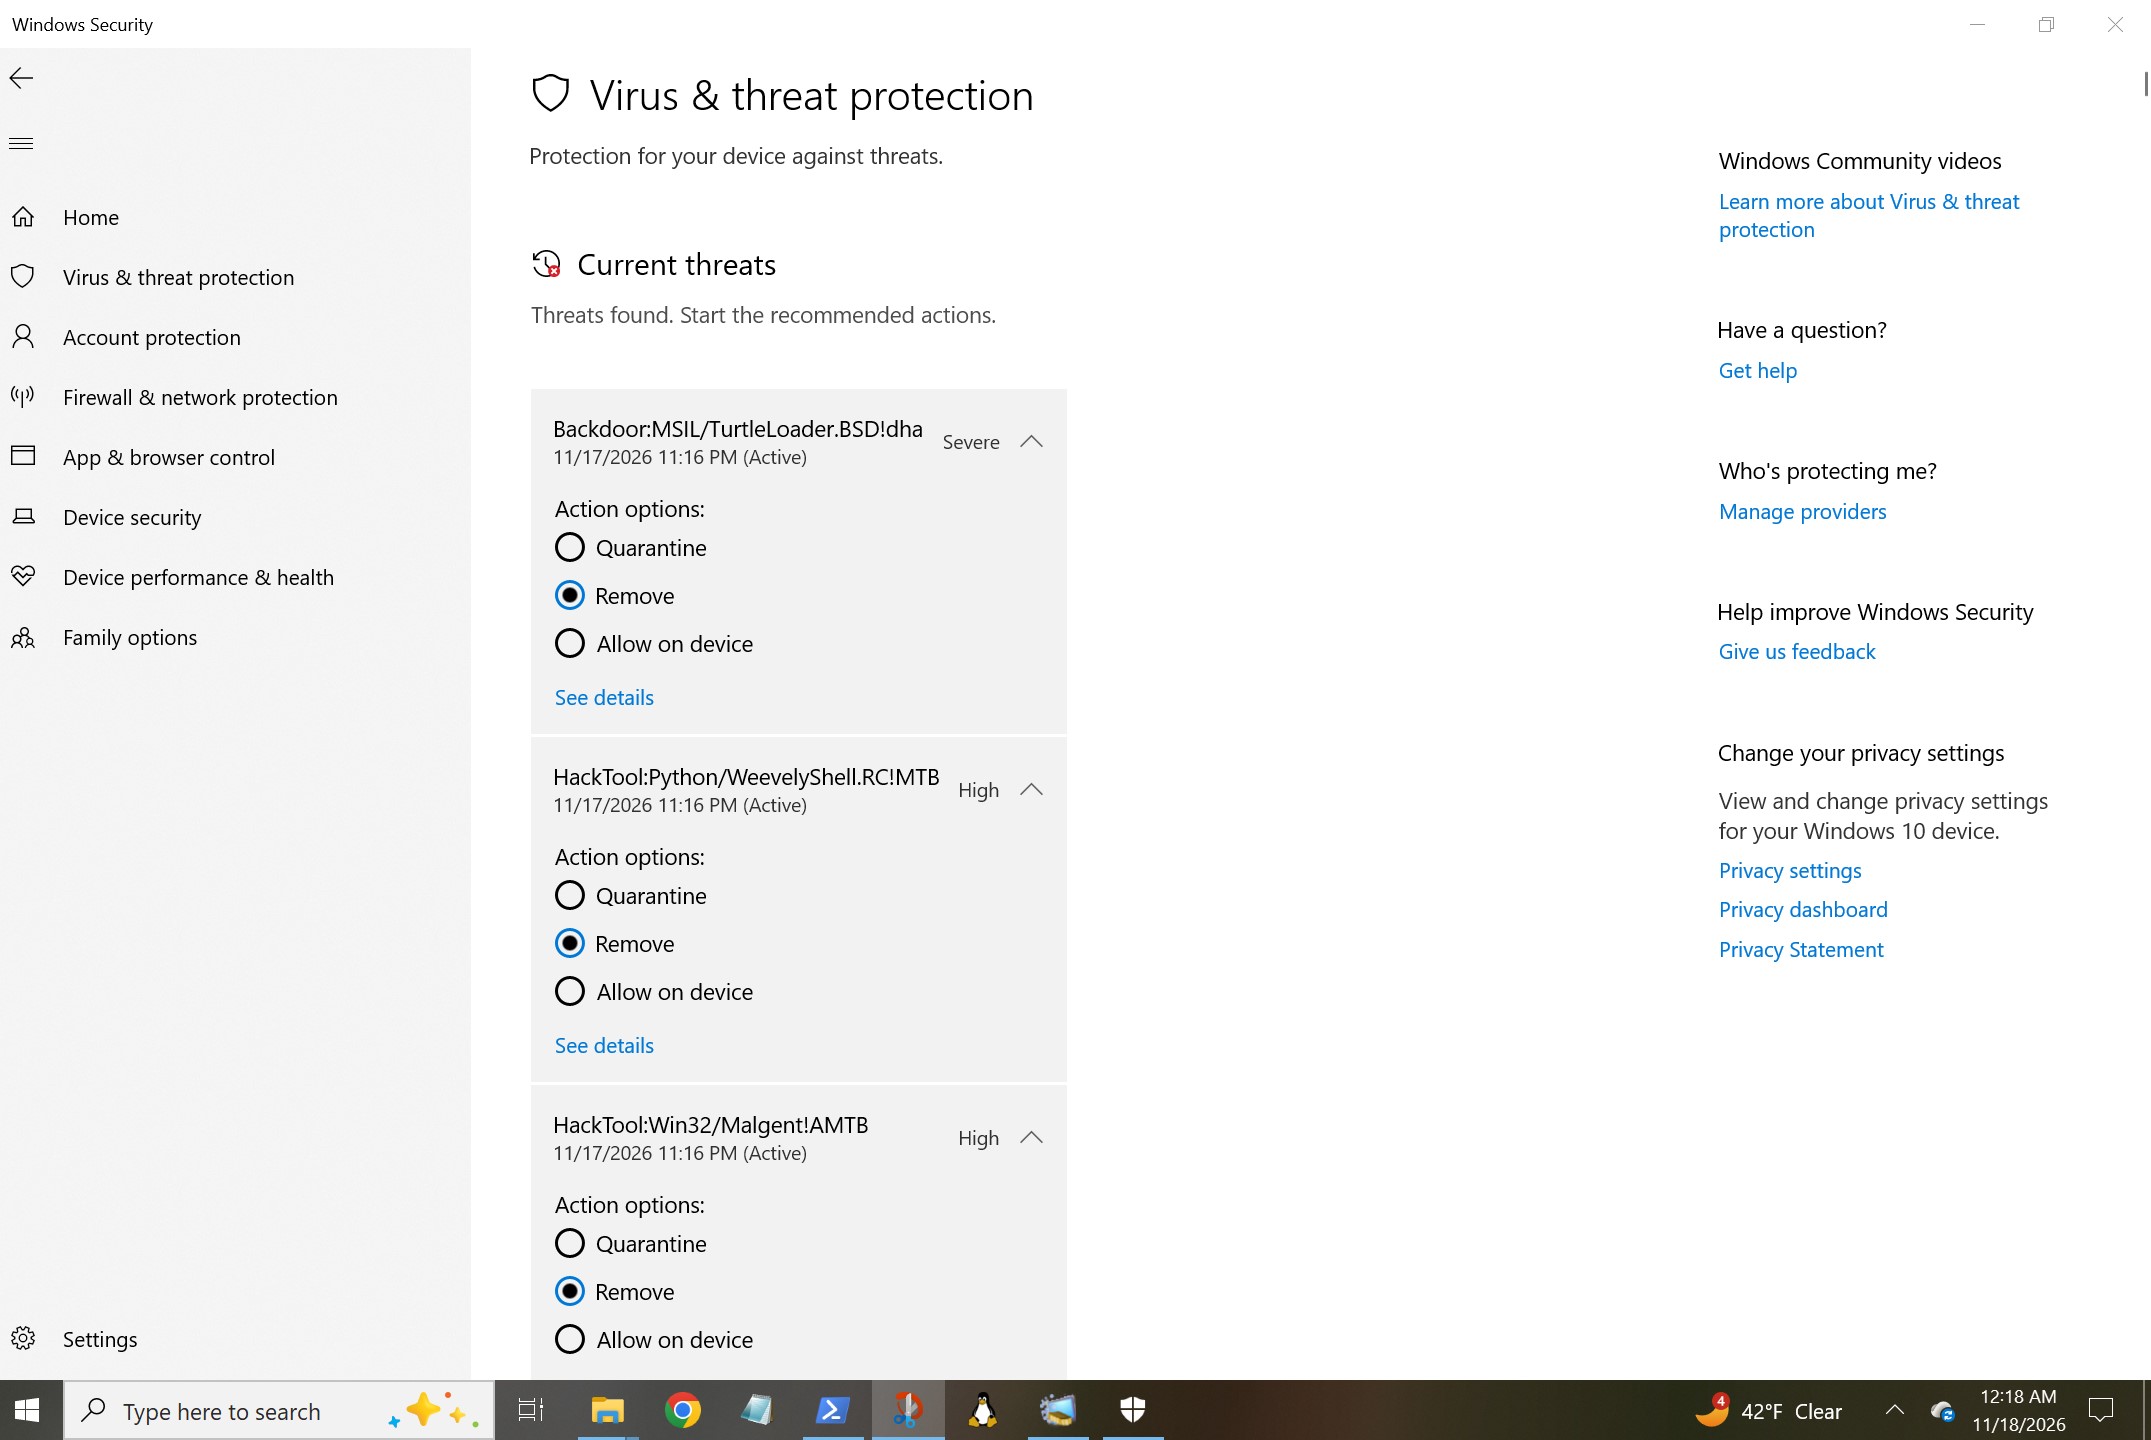 Windows Security
Home
Virus & threat protection
Account protection
Firewall & network protection
App & browser control
Device security
Device performance & health
Family options
Settings
Virus & threat protection
Protection for your device against threats.
Current threats
Threats found. Start the recommended actions.
Backdoor:MSIL/TurtleLoader.BSD!dha
11/17/2026 11:16 PM (Active)
Severe
Action options:
Quarantine
Remove
Allow on device
See details
HackTool:Python/WeevelyShell.RC!MTB
11/17/2026 11:16 PM (Active)
High
Action options:
Quarantine
Remove
Allow on device
See details
HackTool:Win32/Malgent!AMTB
11/17/2026 11:16 PM (Active)
High
Action options:
Quarantine
Remove
Allow on device
Windows Community videos
Learn more about Virus & threat
protection
Have a question?
Get help
Who's protecting me?
Manage providers
Help improve Windows Security
Give us feedback
Change your privacy settings
View and change privacy settings
for your Windows 10 device.
Privacy settings
Privacy dashboard
Privacy Statement
Type here to search
4
42°F Clear
12:18 AM
11/18/2026